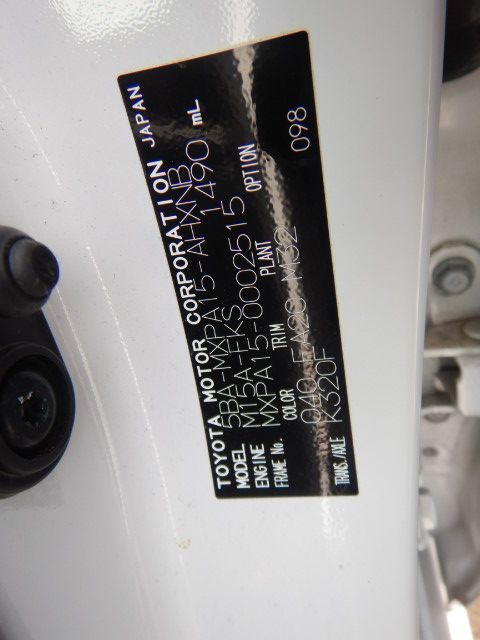 TOYOTA MOTOR CORPORATION JAPAN
MODEL 5BA-MXPA15-AHXNB
ENGINE M15A-FKS 1490 mL
FRAME No. MXPA15-0002515
COLOR TRIM PLANT OPTION
040 FA20 M32 098
TRANS./AXLE K320F